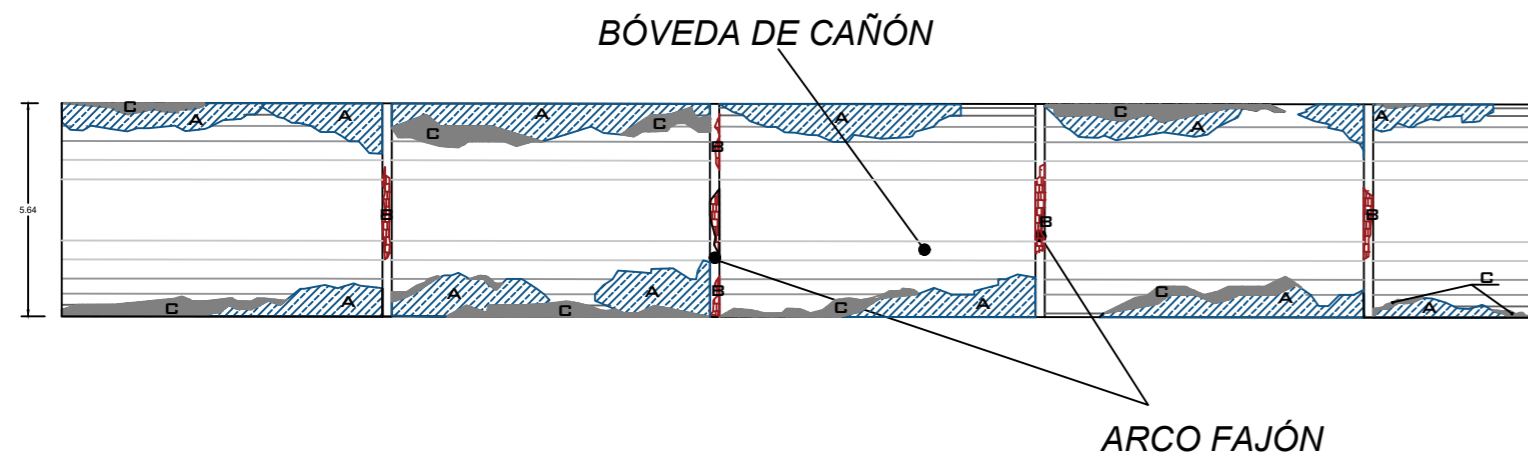 BÓVEDA DE CAÑÓN
C A A A C C B A C A A
5.64 B B B
C A A C A C B C A C A C A
ARCO FAJÓN